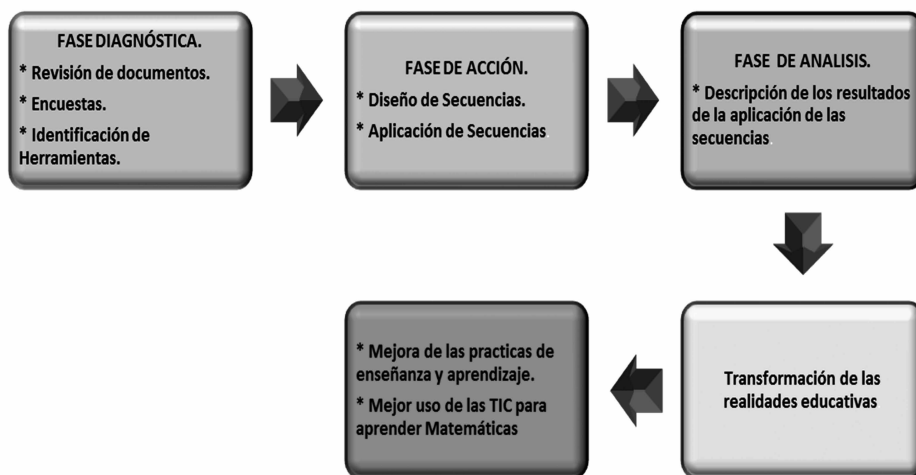 FASE DIAGNÓSTICA.
* Revisión de documentos.
* Encuestas.
* Identificación de
Herramientas.
FASE DE ACCIÓN.
* Diseño de Secuencias.
* Aplicación de Secuencias.
FASE DE ANALISIS.
* Descripción de los resultados
de la aplicación de las
secuencias.
Transformación de las
realidades educativas
* Mejora de las practicas de
enseñanza y aprendizaje.
* Mejor uso de las TIC para
aprender Matemáticas